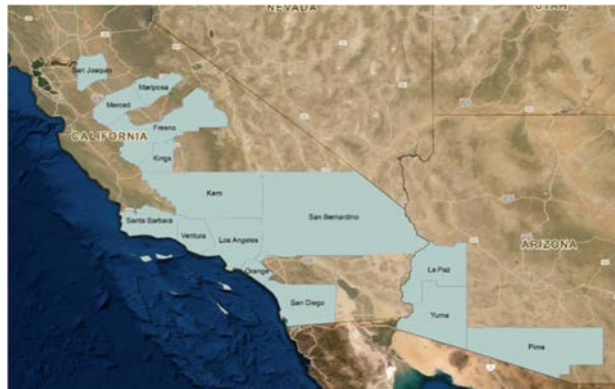 NEVADA
UTAH
San Joaquin
Mariposa
Merced
Fresno
CALIFORNIA
Kings
Kern
San Bernardino
Santa Barbara
Ventura
Los Angeles
Orange
ARIZONA
La Paz
San Diego
Yuma
Pima